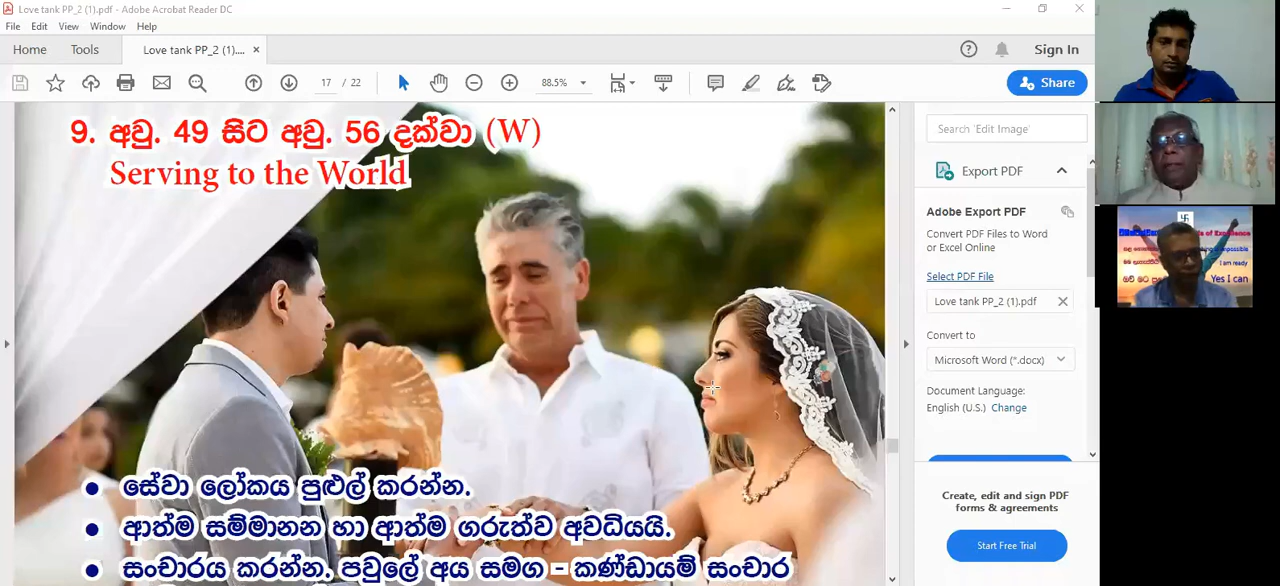 Love tank PP_2 (1).pdf - Adobe Acrobat Reader DC
File Edit View Window Help
Home Tools Love tank PP_2 (1).... × Sign In
17 / 22 88.5% Share
9. අවු. 49 සිට අවු. 56 දක්වා (W)
Serving to the World
• සේවා ලෝකය පුළුල් කරන්න.
• ආත්ම සම්මානන හා ආත්ම ගරුත්ව අවධියයි.
• සංචාරය කරන්න. පවුලේ අය සමග - කණ්ඩායම් සංචාර
Search 'Edit Image'
Export PDF
Adobe Export PDF
Convert PDF Files to Word
or Excel Online
Select PDF File
Love tank PP_2 (1).pdf
Convert to
Microsoft Word (*.docx)
Document Language:
English (U.S.) Change
Create, edit and sign PDF
forms & agreements
Start Free Trial
of Excellence
I am ready
Yes I can